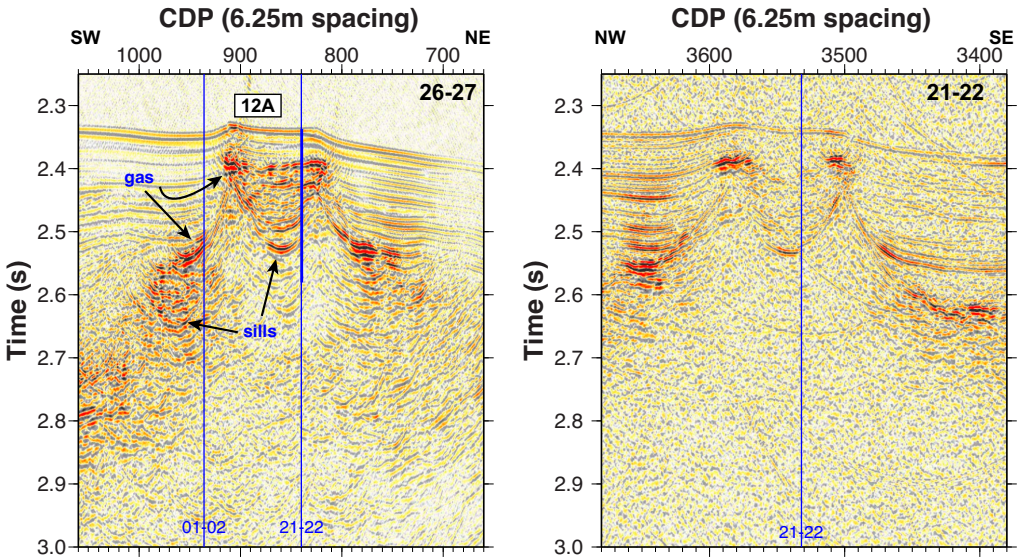 CDP (6.25m spacing)
SW
NE
1000 900 800 700
26-27
12A
gas
sills
01-02
21-22
Time (s)
2.3
2.4
2.5
2.6
2.7
2.8
2.9
3.0
CDP (6.25m spacing)
NW
SE
3600 3500 3400
21-22
21-22
Time (s)
2.3
2.4
2.5
2.6
2.7
2.8
2.9
3.0